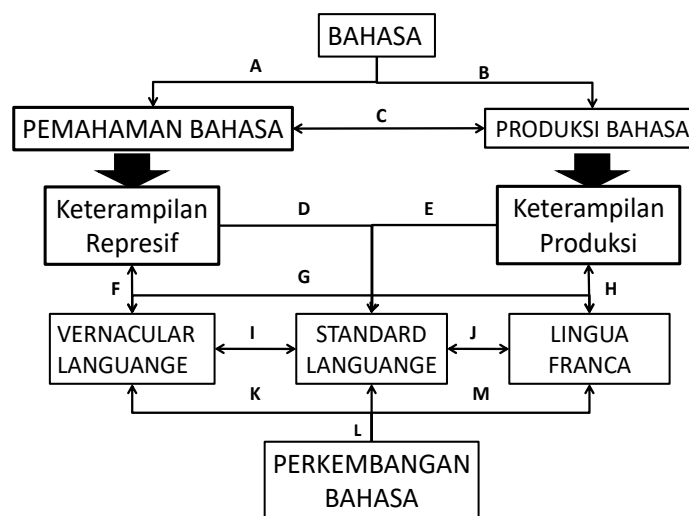 BAHASA
A
B
PEMAHAMAN BAHASA
C
PRODUKSI BAHASA
Keterampilan
Represif
D
E
Keterampilan
Produksi
F
G
H
VERNACULAR
LANGUANGE
I
STANDARD
LANGUANGE
J
LINGUA
FRANCA
K
M
L
PERKEMBANGAN
BAHASA